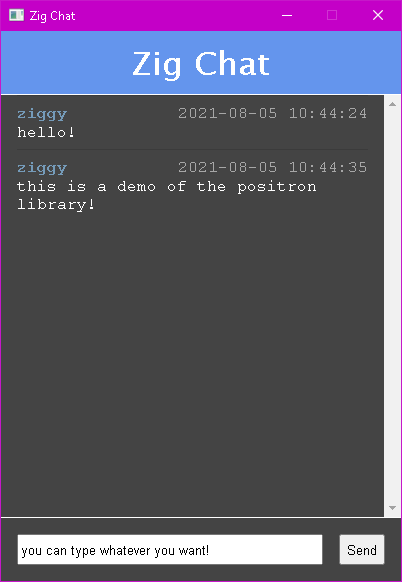 Zig Chat
Zig Chat
ziggy 2021-08-05 10:44:24
hello!
ziggy 2021-08-05 10:44:35
this is a demo of the positron
library!
you can type whatever you want! Send